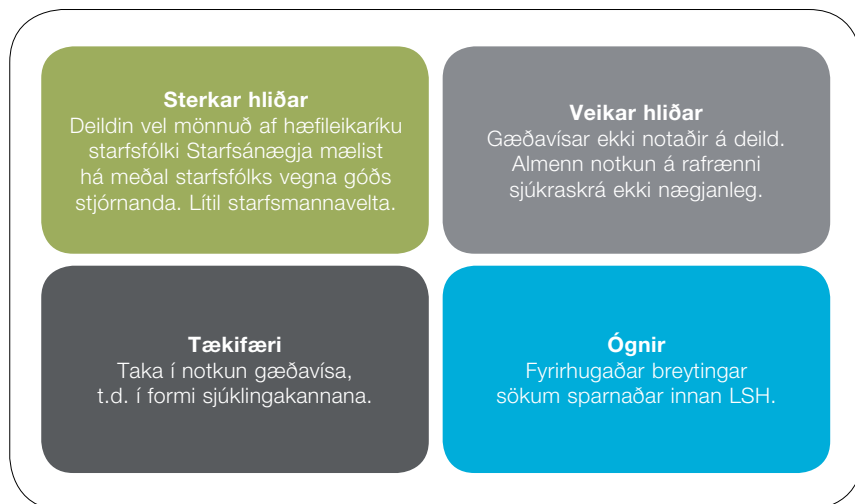 Sterkar hliðar
Deildin vel mönnuð af hæfileikaríku
starfsfólki Starfsánægja mælist
há meðal starfsfólks vegna góðs
stjórnanda. Lítil starfsmannavelta.
Veikar hliðar
Gæðavísar ekki notaðir á deild.
Almenn notkun á rafrænni
sjúkraskrá ekki nægjanleg.
Tækifæri
Taka í notkun gæðavísa,
t.d. í formi sjúklingakannana.
Ógnir
Fyrirhugaðar breytingar
sökum sparnaðar innan LSH.